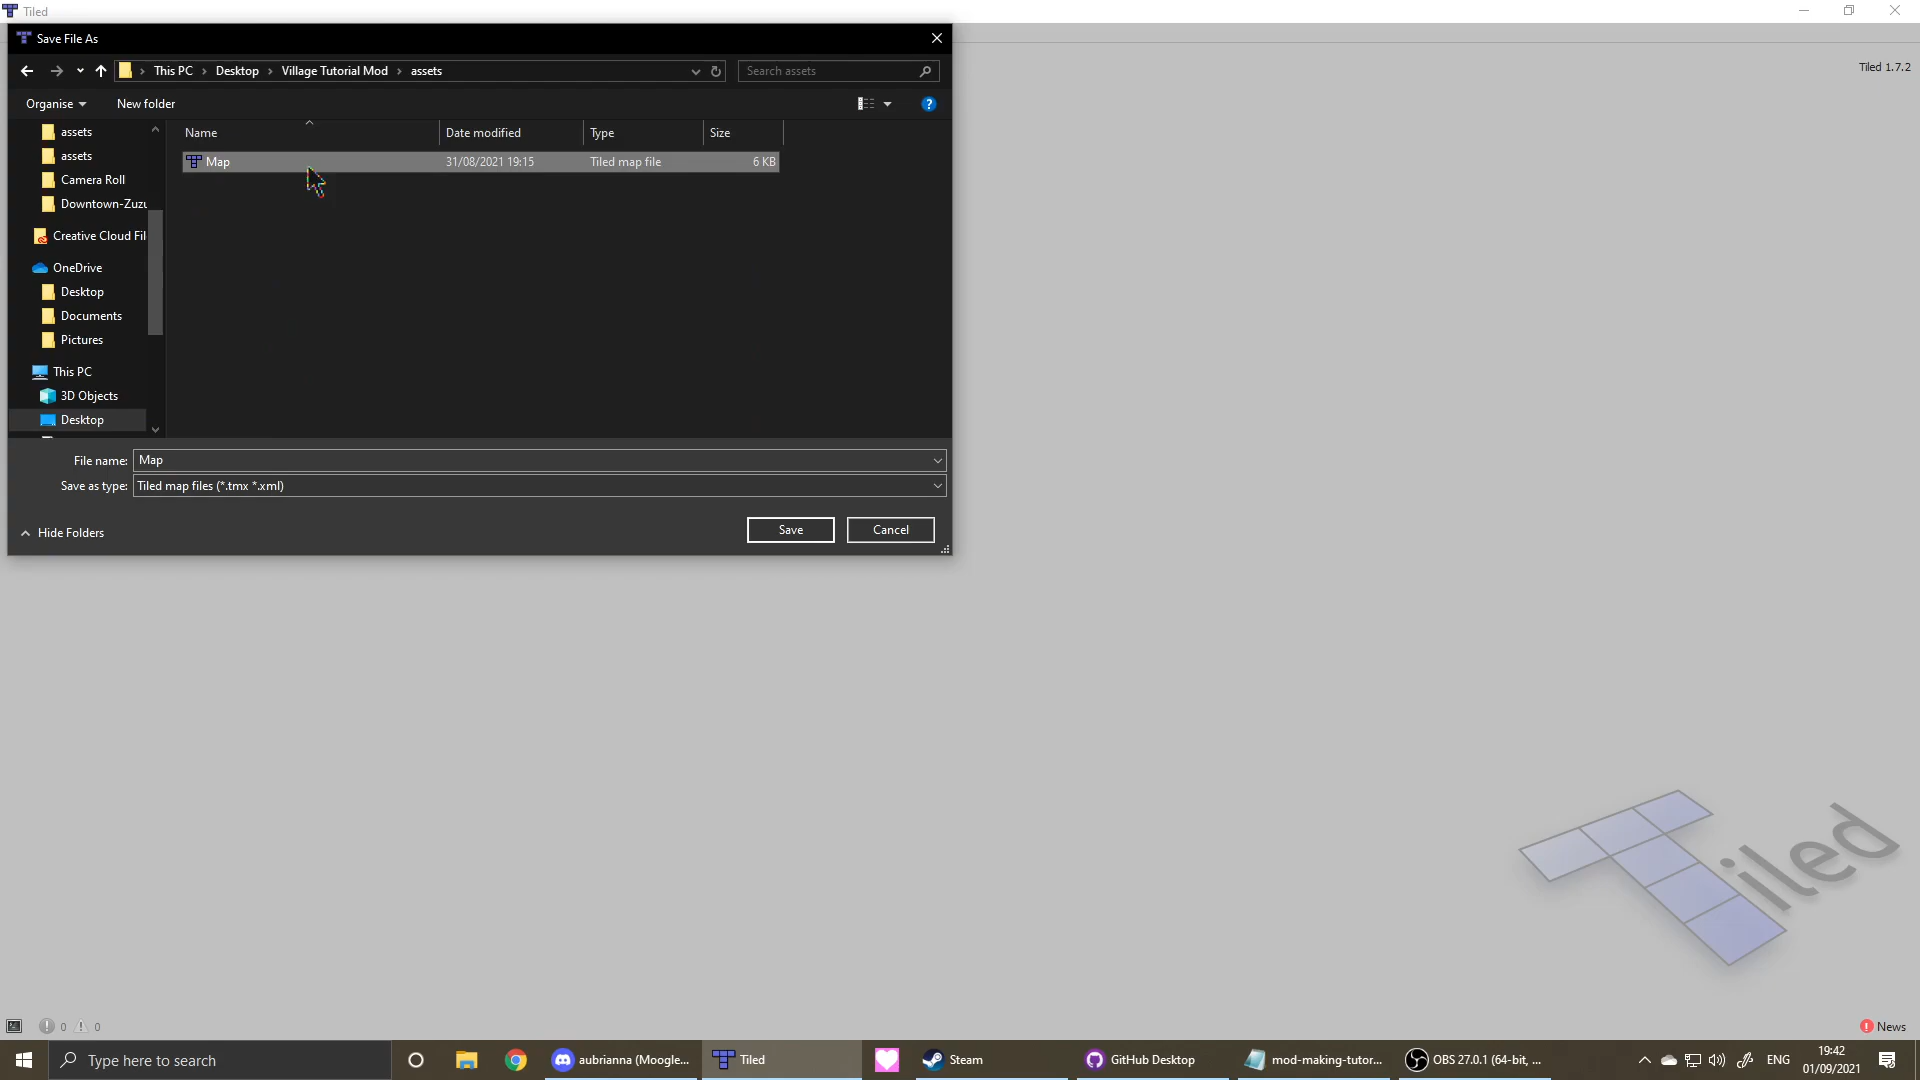 Tiled
Save File As
This PC > Desktop > Village Tutorial Mod > assets
Search assets
Tiled 1.7.2
Organise
New folder
?
Name
Date modified
Type
Size
Map
31/08/2021 19:15
Tiled map file
6 KB
assets
assets
Camera Roll
Downtown-Zuzu
Creative Cloud Fil
OneDrive
Desktop
Documents
Pictures
This PC
3D Objects
Desktop
File name: Map
Save as type: Tiled map files (*.tmx *.xml)
Hide Folders
Save
Cancel
Tiled
0
0
News
Type here to search
aubrianna (Moogle...
Tiled
Steam
GitHub Desktop
mod-making-tutor...
OBS 27.0.1 (64-bit, ...
ENG
19:42
01/09/2021